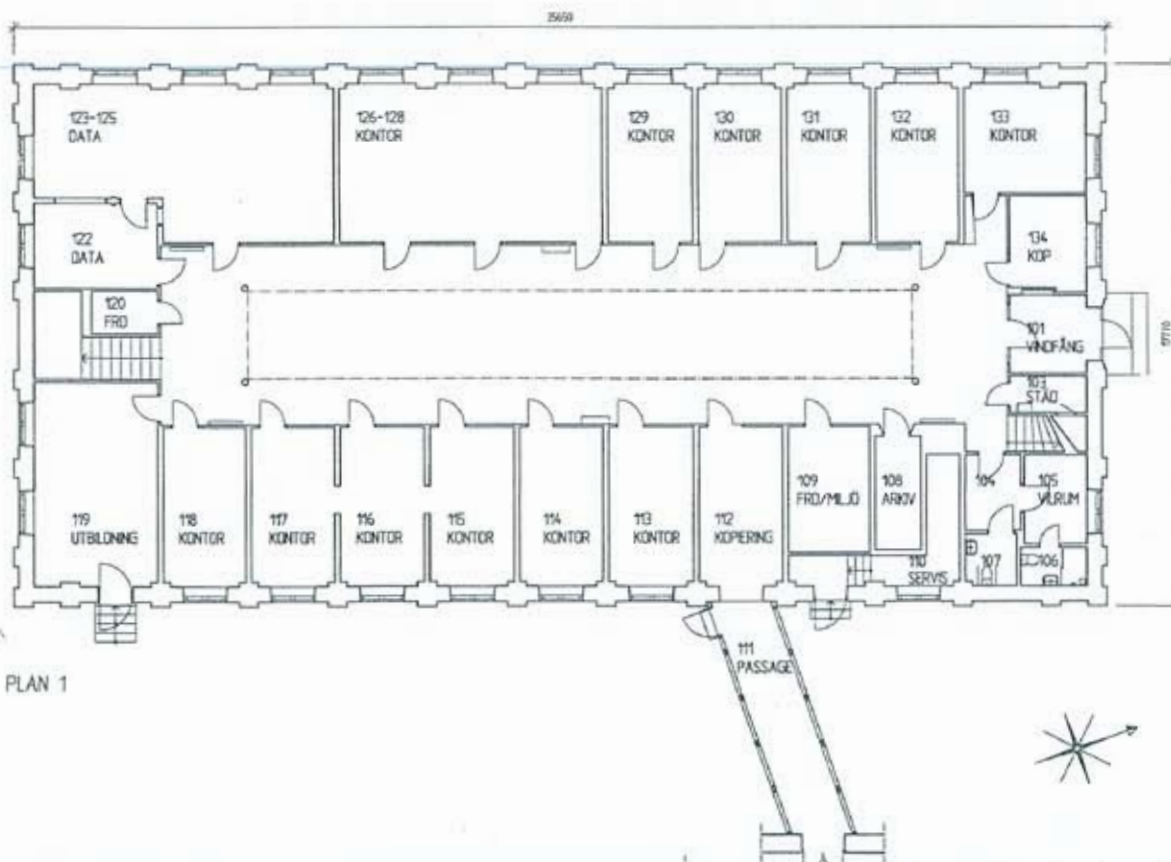 35650
123-125
DATA
126-128
KONTOR
129
KONTOR
130
KONTOR
131
KONTOR
132
KONTOR
133
KONTOR
122
DATA
134
KOP
120
FRD
101
VINDFÅNG
17770
103
STÄD
119
UTBILDNING
118
KONTOR
117
KONTOR
116
KONTOR
115
KONTOR
114
KONTOR
113
KONTOR
112
KOPIERING
109
FRD/MILJÖ
108
ARKIV
104
105
VILRUM
110
SERVIS
107
106
111
PASSAGE
PLAN 1